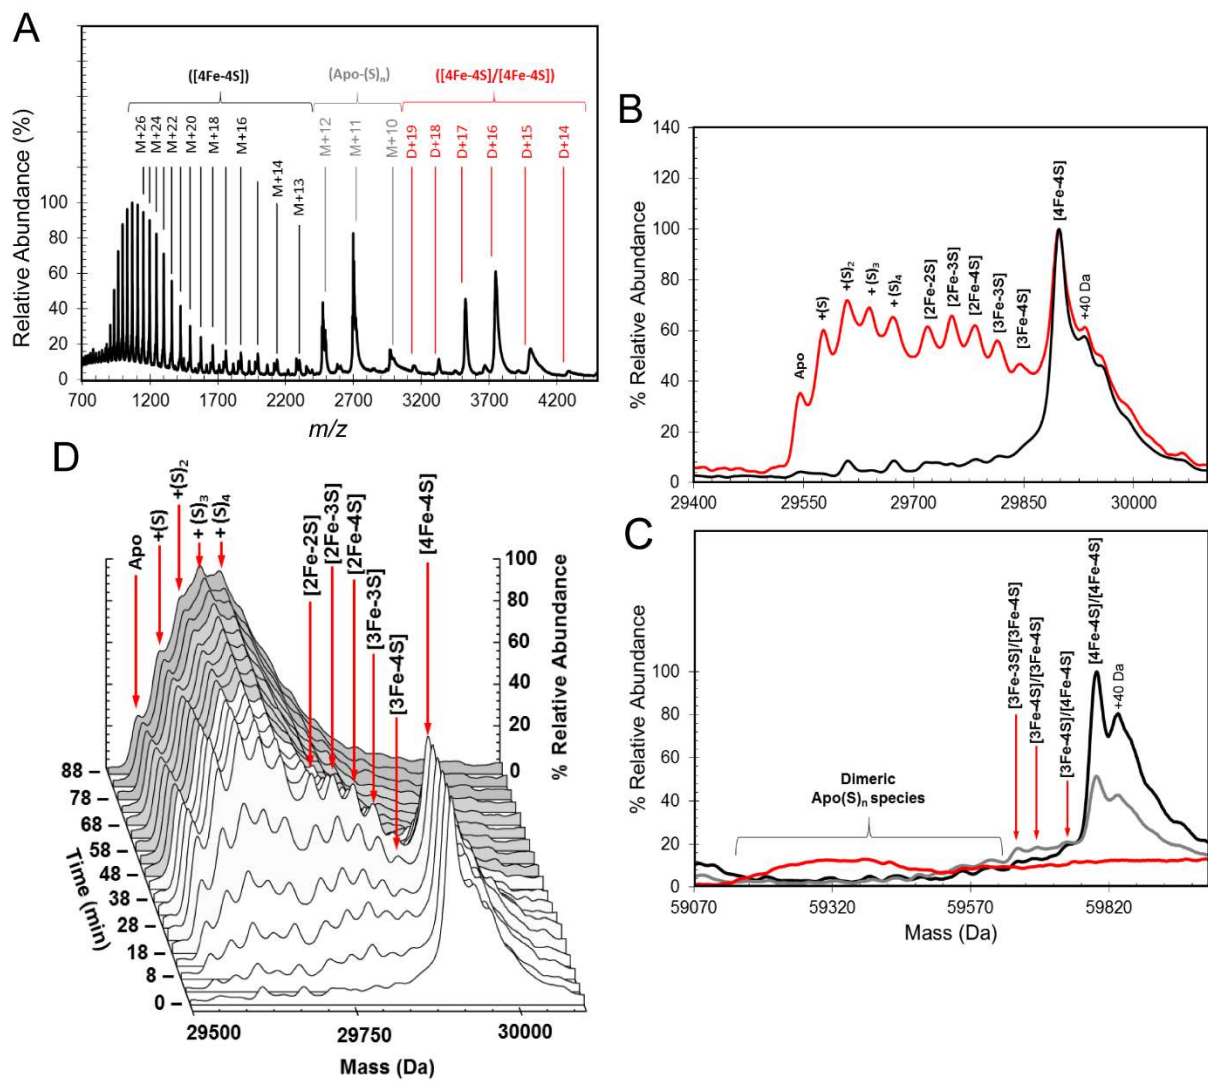 A
([4Fe-4S])
(Apo-(S)n)
([4Fe-4S]/[4Fe-4S])
M+26
M+24
M+22
M+20
M+18
M+16
M+14
M+13
M+12
M+11
M+10
D+19
D+18
D+17
D+16
D+15
D+14
Relative Abundance (%)
100
80
60
40
20
0
700
1200
1700
2200
2700
3200
3700
4200
m/z
B
% Relative Abundance
140
120
100
80
60
40
20
0
Apo
+(S)
+(S)₂
+ (S)₃
+ (S)₄
[2Fe-2S]
[2Fe-3S]
[2Fe-4S]
[3Fe-3S]
[3Fe-4S]
[4Fe-4S]
+40 Da
29400
29550
29700
29850
30000
C
% Relative Abundance
100
80
60
40
20
0
Dimeric
Apo(S)n species
[3Fe-3S]/[3Fe-4S]
[3Fe-4S]/[3Fe-4S]
[3Fe-4S]/[4Fe-4S]
[4Fe-4S]/[4Fe-4S]
+40 Da
59070
59320
59570
59820
Mass (Da)
D
Apo
+(S)
+(S)₂
+ (S)₃
+ (S)₄
[2Fe-2S]
[2Fe-3S]
[2Fe-4S]
[3Fe-3S]
[3Fe-4S]
[4Fe-4S]
100
80
60
40
20
0
% Relative Abundance
88
78
68
58
48
38
28
18
8
0
Time (min)
29500
29750
30000
Mass (Da)